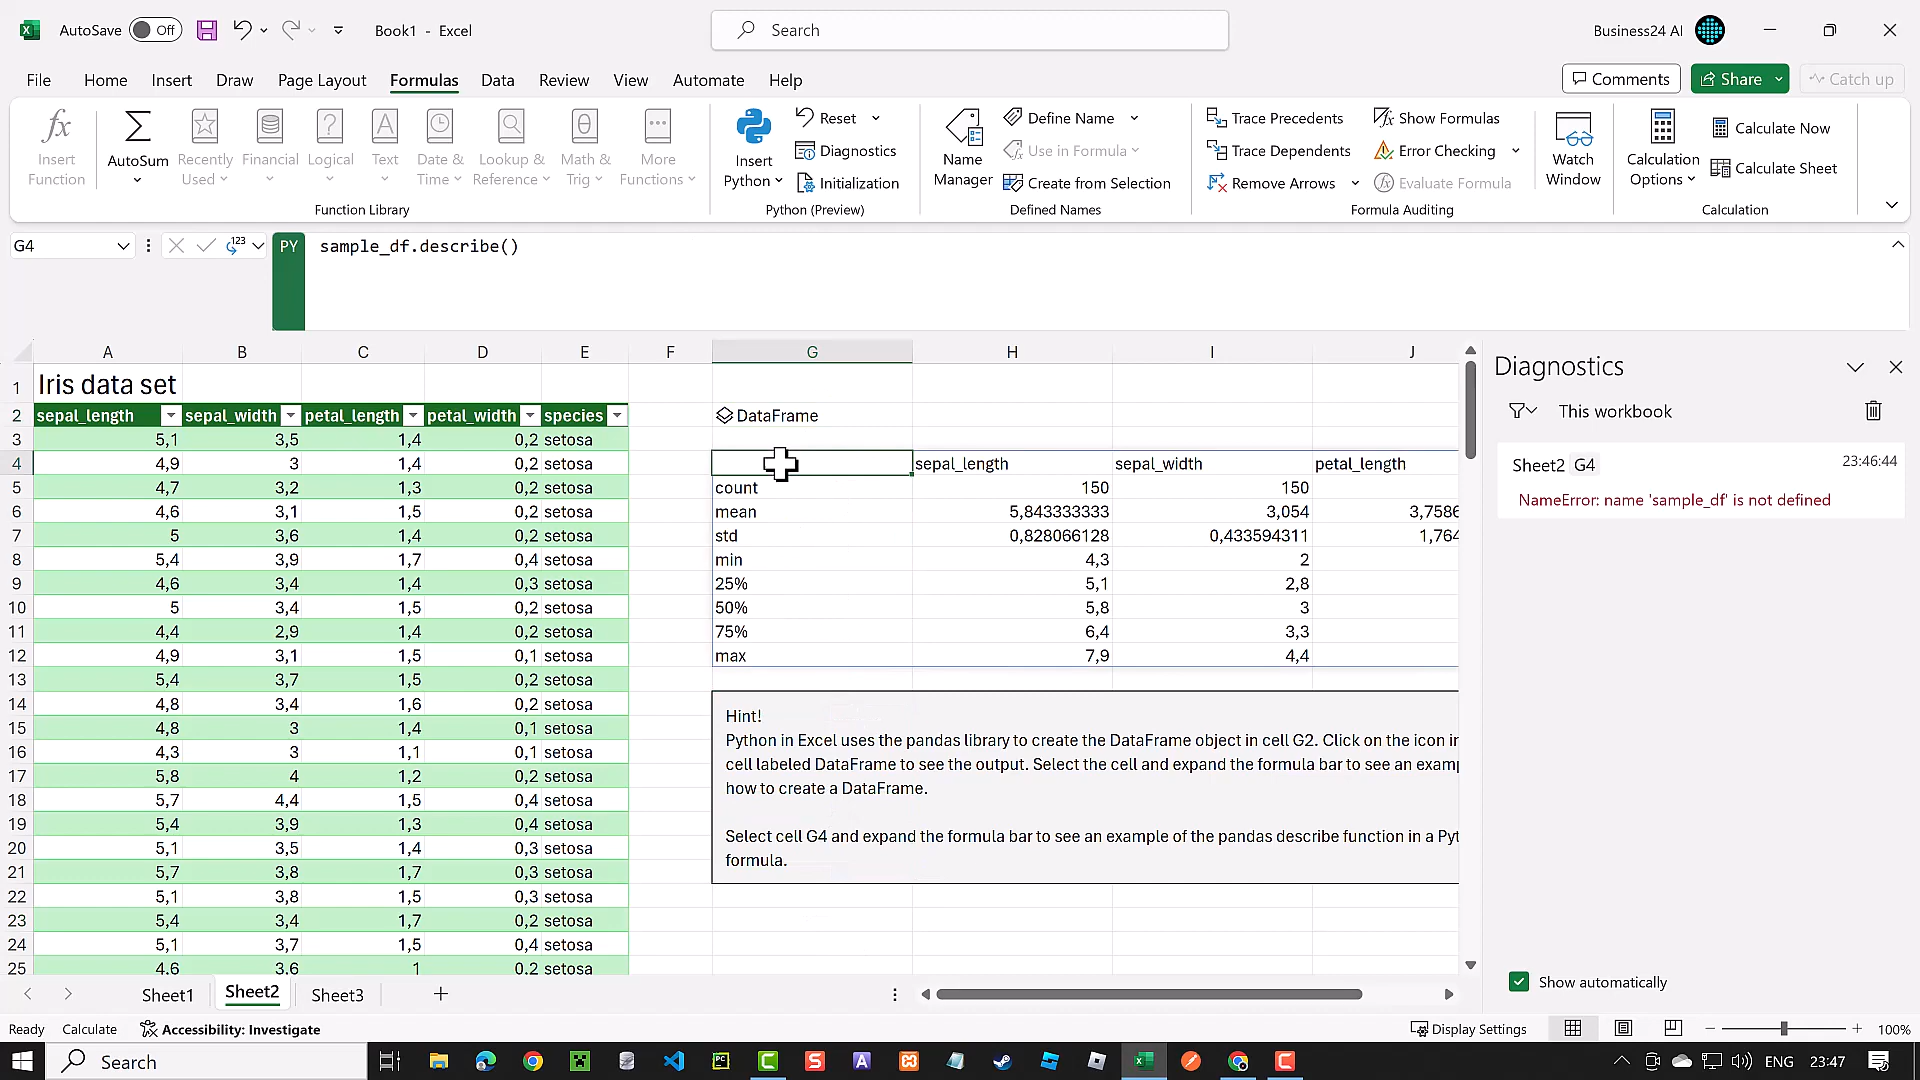 AutoSave Off Book1 - Excel Search Business24 AI
File Home Insert Draw Page Layout Formulas Data Review View Automate Help Comments Share Catch up
Insert Function
AutoSum
Recently Used
Financial
Logical
Text
Date & Time
Lookup & Reference
Math & Trig
More Functions
Function Library
Insert Python
Reset
Diagnostics
Initialization
Python (Preview)
Name Manager
Define Name
Use in Formula
Create from Selection
Defined Names
Trace Precedents
Trace Dependents
Remove Arrows
Show Formulas
Error Checking
Evaluate Formula
Formula Auditing
Watch Window
Calculation Options
Calculate Now
Calculate Sheet
Calculation
G4 PY sample_df.describe()
A B C D E F G H I J
1 Iris data set
2 sepal_length sepal_width petal_length petal_width species DataFrame
3 5,1 3,5 1,4 0,2 setosa
4 4,9 3 1,4 0,2 setosa sepal_length sepal_width petal_length
5 4,7 3,2 1,3 0,2 setosa count 150 150
6 4,6 3,1 1,5 0,2 setosa mean 5,843333333 3,054 3,7586
7 5 3,6 1,4 0,2 setosa std 0,828066128 0,433594311 1,764
8 5,4 3,9 1,7 0,4 setosa min 4,3 2
9 4,6 3,4 1,4 0,3 setosa 25% 5,1 2,8
10 5 3,4 1,5 0,2 setosa 50% 5,8 3
11 4,4 2,9 1,4 0,2 setosa 75% 6,4 3,3
12 4,9 3,1 1,5 0,1 setosa max 7,9 4,4
13 5,4 3,7 1,5 0,2 setosa
14 4,8 3,4 1,6 0,2 setosa
15 4,8 3 1,4 0,1 setosa
16 4,3 3 1,1 0,1 setosa
17 5,8 4 1,2 0,2 setosa
18 5,7 4,4 1,5 0,4 setosa
19 5,4 3,9 1,3 0,4 setosa
20 5,1 3,5 1,4 0,3 setosa
21 5,7 3,8 1,7 0,3 setosa
22 5,1 3,8 1,5 0,3 setosa
23 5,4 3,4 1,7 0,2 setosa
24 5,1 3,7 1,5 0,4 setosa
25 4,6 3,6 1 0,2 setosa
Hint!
Python in Excel uses the pandas library to create the DataFrame object in cell G2. Click on the icon in
cell labeled DataFrame to see the output. Select the cell and expand the formula bar to see an examp
how to create a DataFrame.
Select cell G4 and expand the formula bar to see an example of the pandas describe function in a Pyt
formula.
Diagnostics
This workbook
Sheet2 G4 23:46:44
NameError: name 'sample_df' is not defined
Show automatically
Sheet1 Sheet2 Sheet3
Ready Calculate Accessibility: Investigate Display Settings 100%
Search ENG 23:47